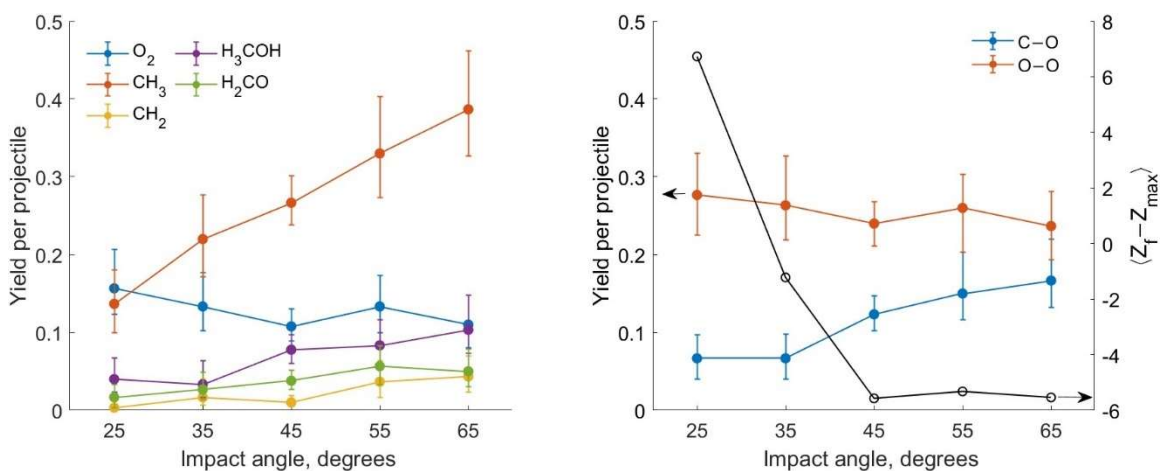 Yield per projectile
0.5
0.4
0.3
0.2
0.1
0
O₂
CH₃
CH₂
H₃COH
H₂CO
25 35 45 55 65
Impact angle, degrees
Yield per projectile
0.5
0.4
0.3
0.2
0.1
0
C–O
O–O
25 35 45 55 65
Impact angle, degrees
8
6
4
2
0
-2
-4
-6
⟨Z_f–Z_max⟩